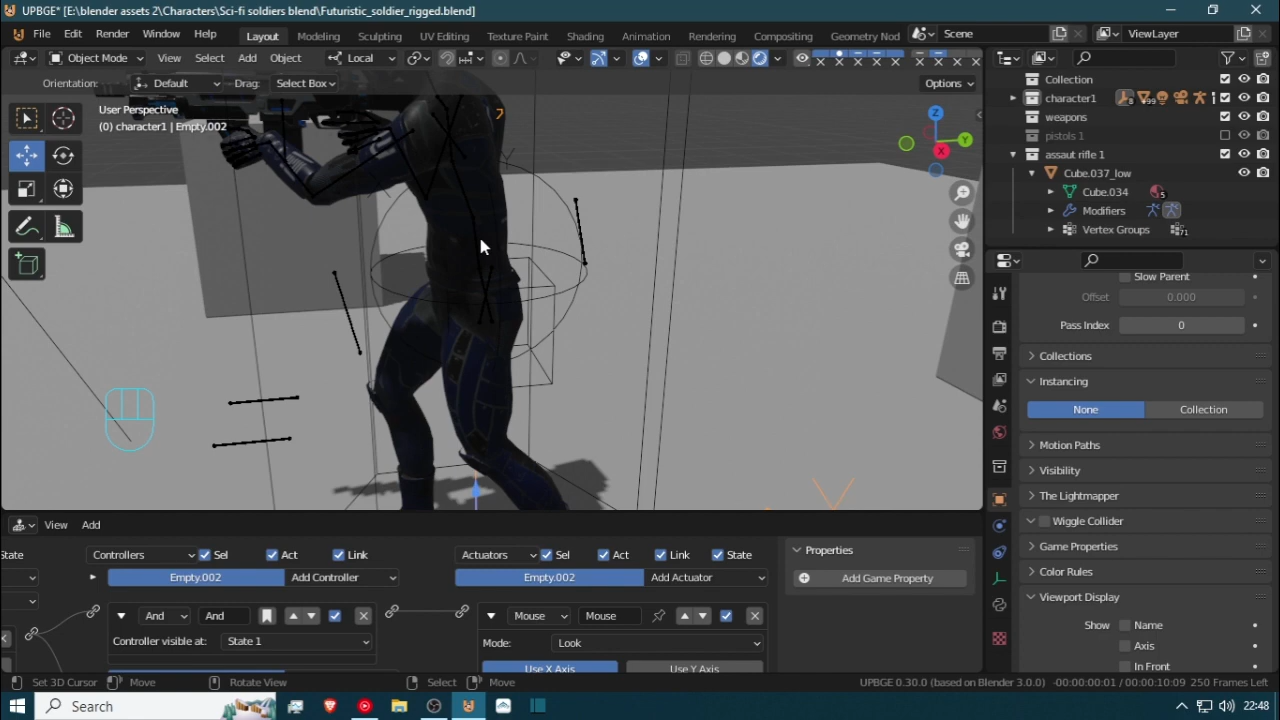 UPBGE* [E:\blender assets 2\Characters\Sci-fi soldiers blend\Futuristic_soldier_rigged.blend]
File Edit Render Window Help Layout Modeling Sculpting UV Editing Texture Paint Shading Animation Rendering Compositing Geometry Nod Scene ViewLayer
Object Mode View Select Add Object Local
Orientation: Default Drag: Select Box Options
User Perspective
(0) character1 | Empty.002
Z
Y
X
Collection
character1 8 99
weapons
pistols 1
assaut rifle 1
Cube.037_low
Cube.034 5
Modifiers
Vertex Groups 71
Slow Parent
Offset 0.000
Pass Index 0
Collections
Instancing
None Collection
Motion Paths
Visibility
The Lightmapper
Wiggle Collider
Game Properties
Color Rules
Viewport Display
Show Name
Axis
In Front
View Add
State Controllers Sel Act Link Actuators Sel Act Link State
Empty.002 Add Controller Empty.002 Add Actuator
And And Mouse Mouse
Controller visible at: State 1 Mode: Look
Use X Axis Use Y Axis
Properties
Add Game Property
Set 3D Cursor Move Rotate View Select Move UPBGE 0.30.0 (based on Blender 3.0.0) -00:00:00:01 / 00:00:10:09 250 Frames Left
Search 22:48